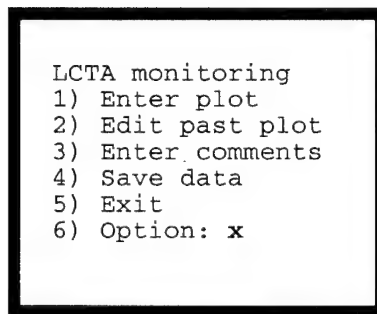 LCTA monitoring
1) Enter plot
2) Edit past plot
3) Enter comments
4) Save data
5) Exit
6) Option: x